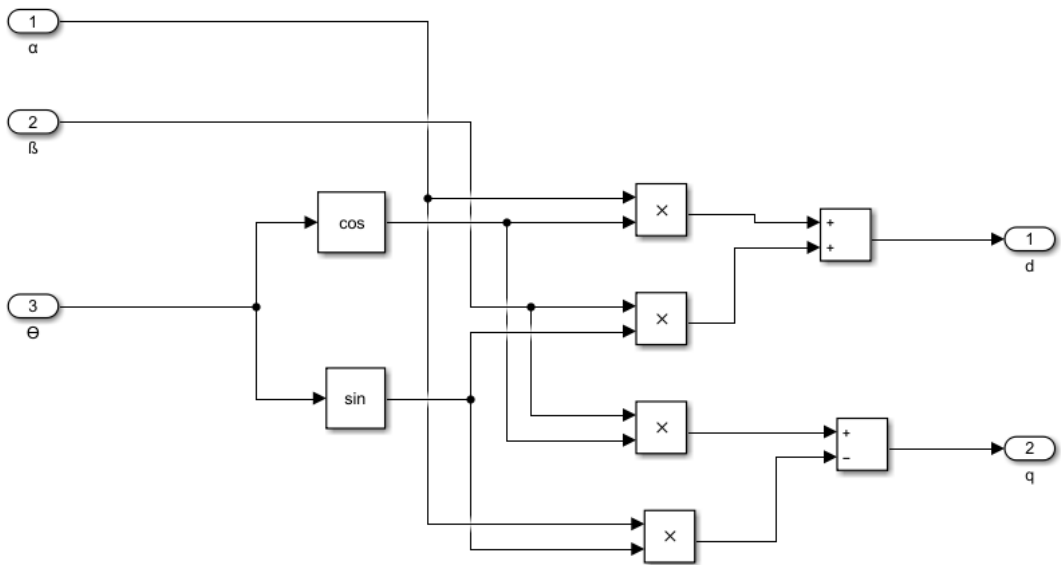 1
α
2
ß
3
Ɵ
cos
sin
×
×
×
×
+
+
+
−
1
d
2
q